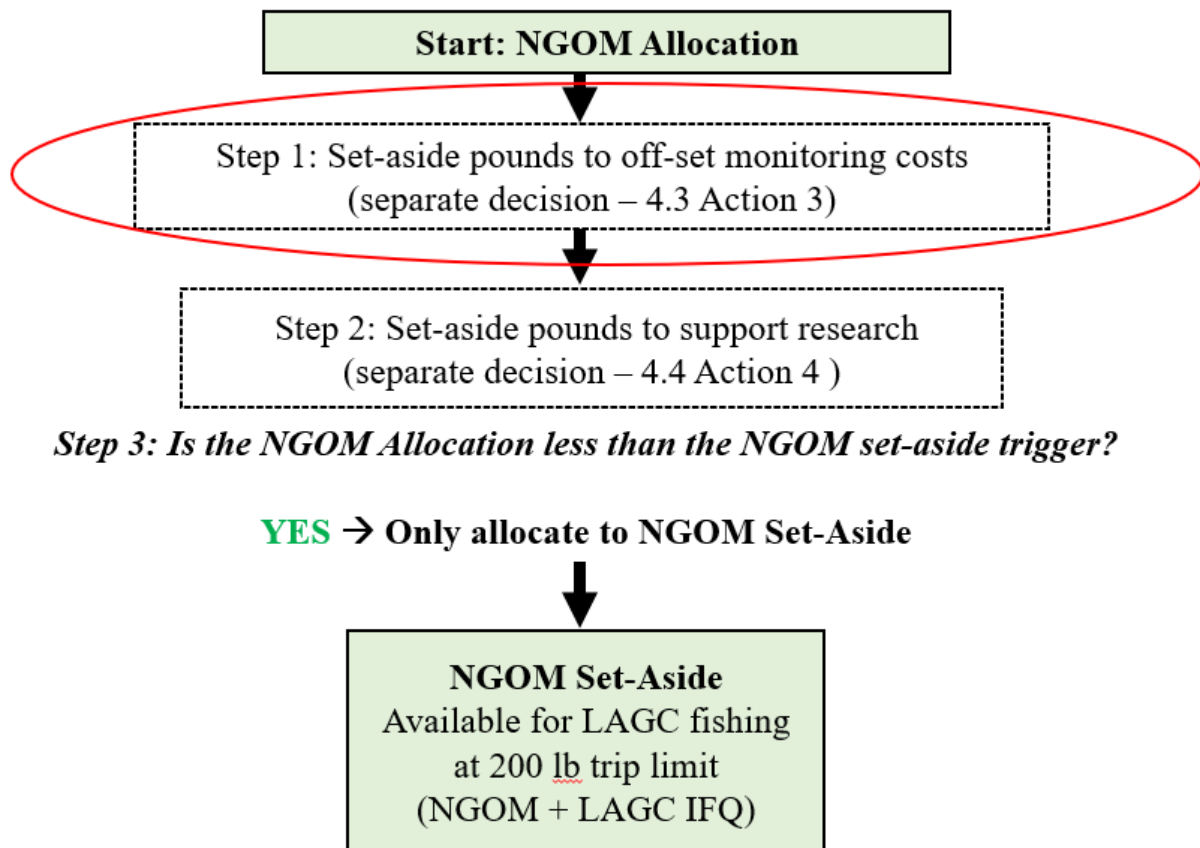 Start: NGOM Allocation
Step 1: Set-aside pounds to off-set monitoring costs
(separate decision – 4.3 Action 3)
Step 2: Set-aside pounds to support research
(separate decision – 4.4 Action 4 )
Step 3: Is the NGOM Allocation less than the NGOM set-aside trigger?
YES → Only allocate to NGOM Set-Aside
NGOM Set-Aside
Available for LAGC fishing
at 200 lb trip limit
(NGOM + LAGC IFQ)